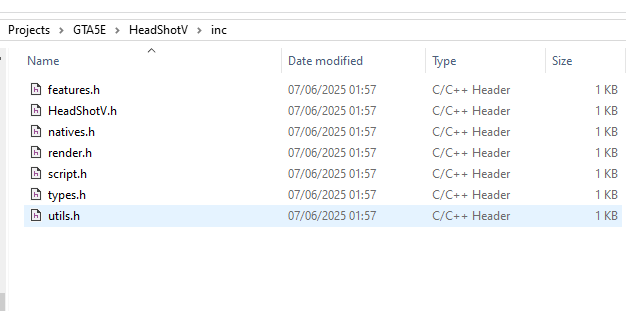 Projects > GTA5E > HeadShotV > inc
Name Date modified Type Size
features.h 07/06/2025 01:57 C/C++ Header 1 KB
HeadShotV.h 07/06/2025 01:57 C/C++ Header 1 KB
natives.h 07/06/2025 01:57 C/C++ Header 1 KB
render.h 07/06/2025 01:57 C/C++ Header 1 KB
script.h 07/06/2025 01:57 C/C++ Header 1 KB
types.h 07/06/2025 01:57 C/C++ Header 1 KB
utils.h 07/06/2025 01:57 C/C++ Header 1 KB